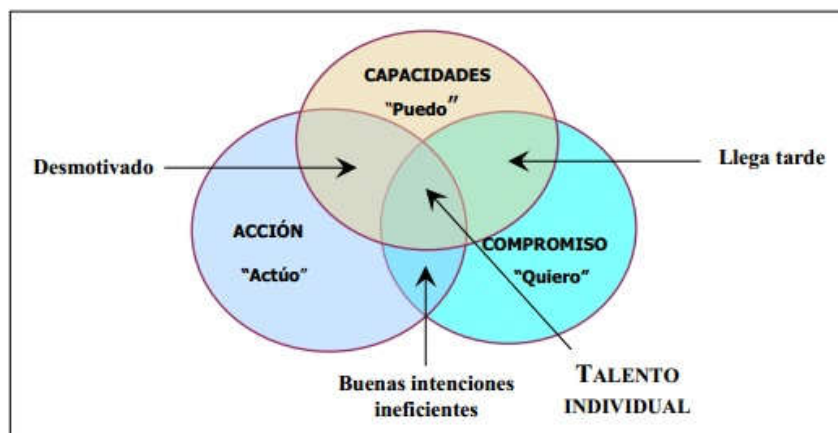 CAPACIDADES
"Puedo"
Desmotivado
Llega tarde
ACCIÓN
"Actúo"
COMPROMISO
"Quiero"
Buenas intenciones
ineficientes
TALENTO
INDIVIDUAL